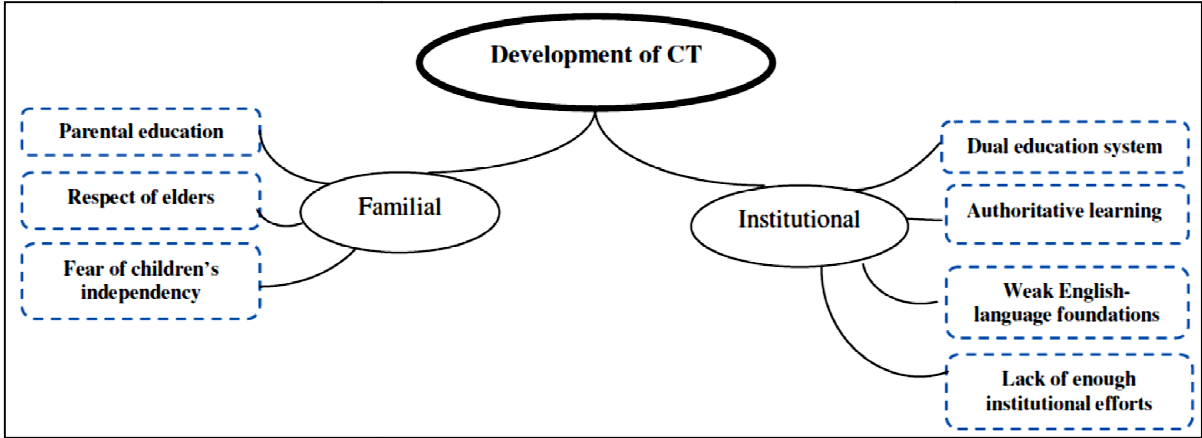 Development of CT
Familial
Parental education
Respect of elders
Fear of children's
independency
Institutional
Dual education system
Authoritative learning
Weak English-
language foundations
Lack of enough
institutional efforts